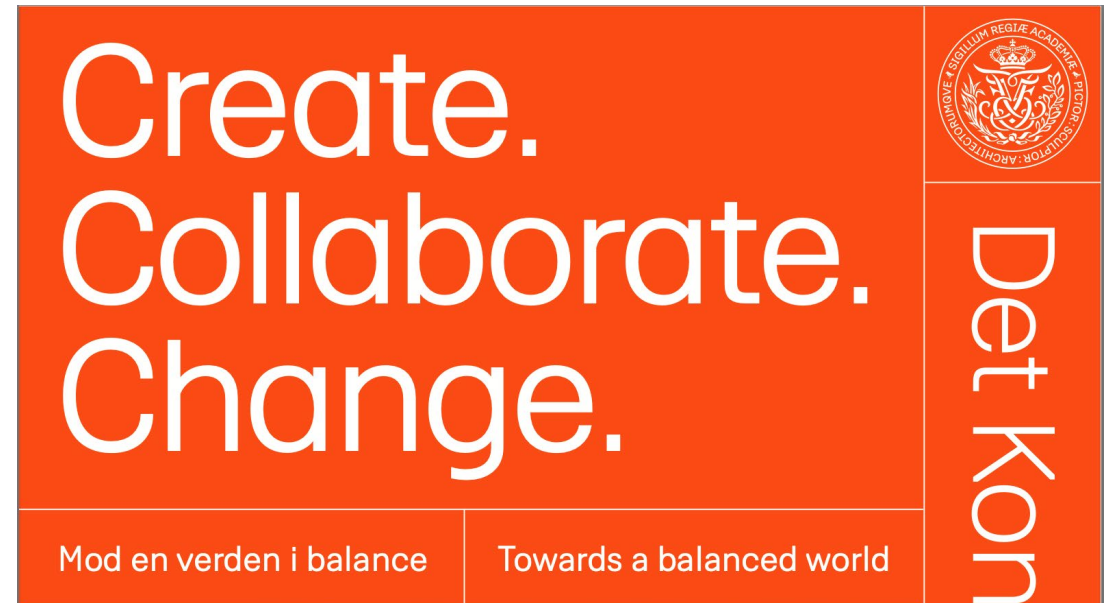 Create.
Collaborate.
Change.
Mod en verden i balance
Towards a balanced world
SIGILLUM REGIÆ ACADEMIÆ PICTOR: SCULPTOR: ARCHITECTORUMQVE
Det Kon